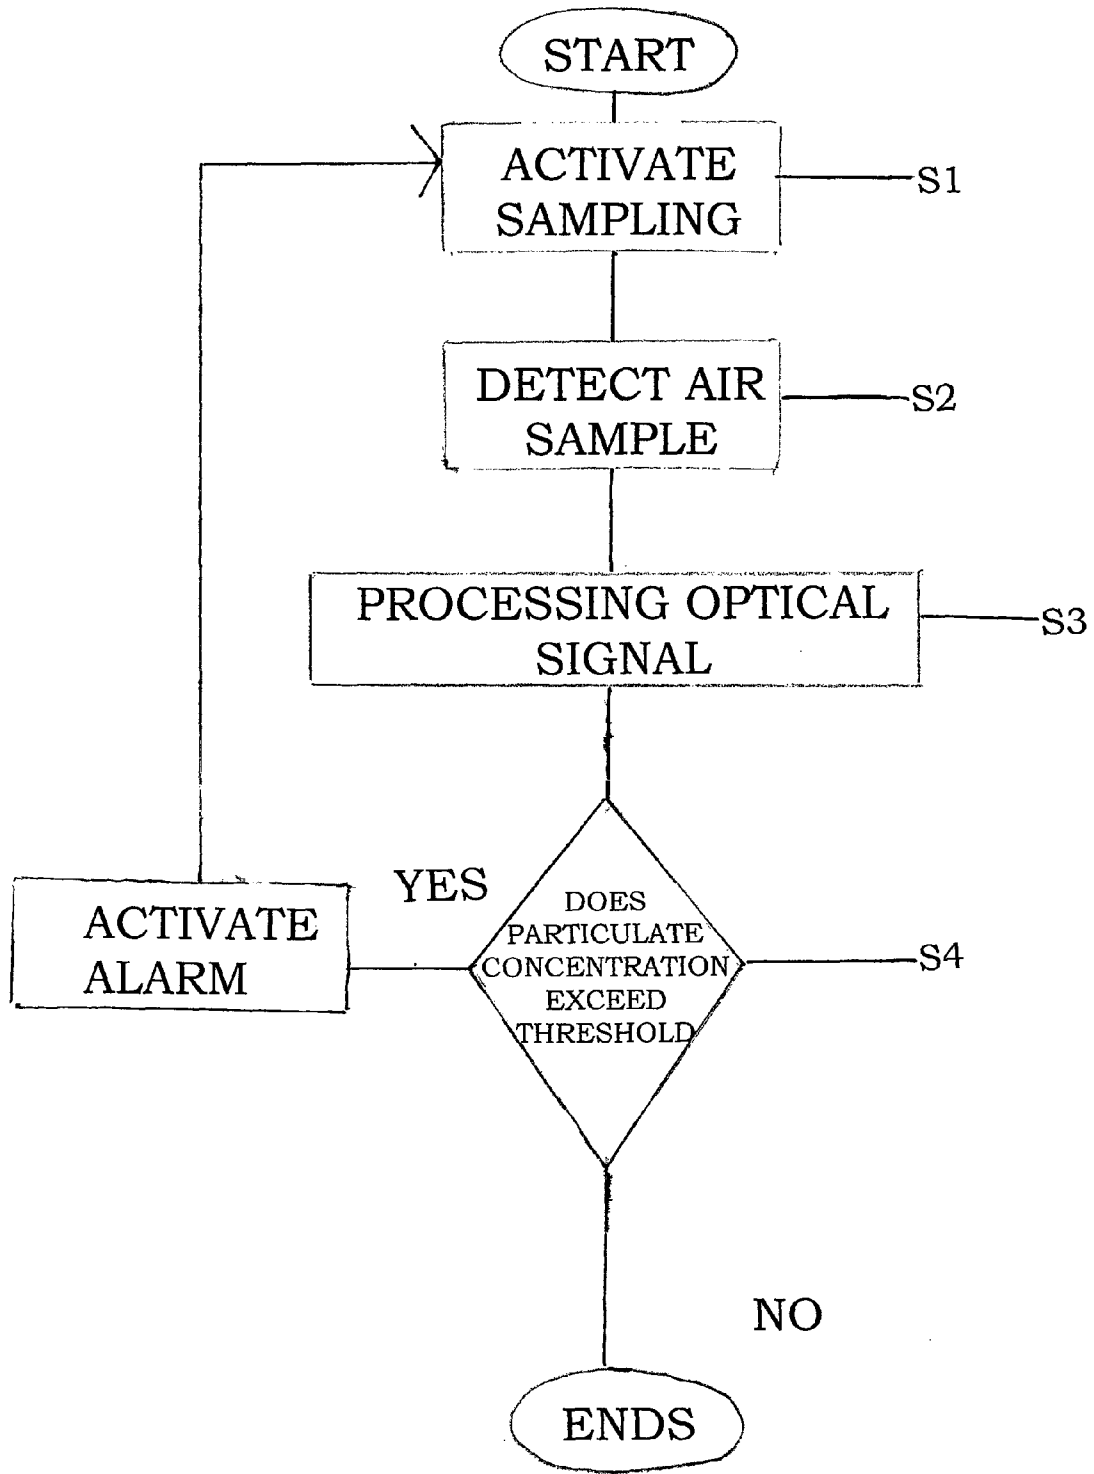 START
ACTIVATE
SAMPLING
S1
DETECT AIR
SAMPLE
S2
PROCESSING OPTICAL
SIGNAL
S3
YES
DOES
PARTICULATE
CONCENTRATION
EXCEED
THRESHOLD
S4
ACTIVATE
ALARM
NO
ENDS